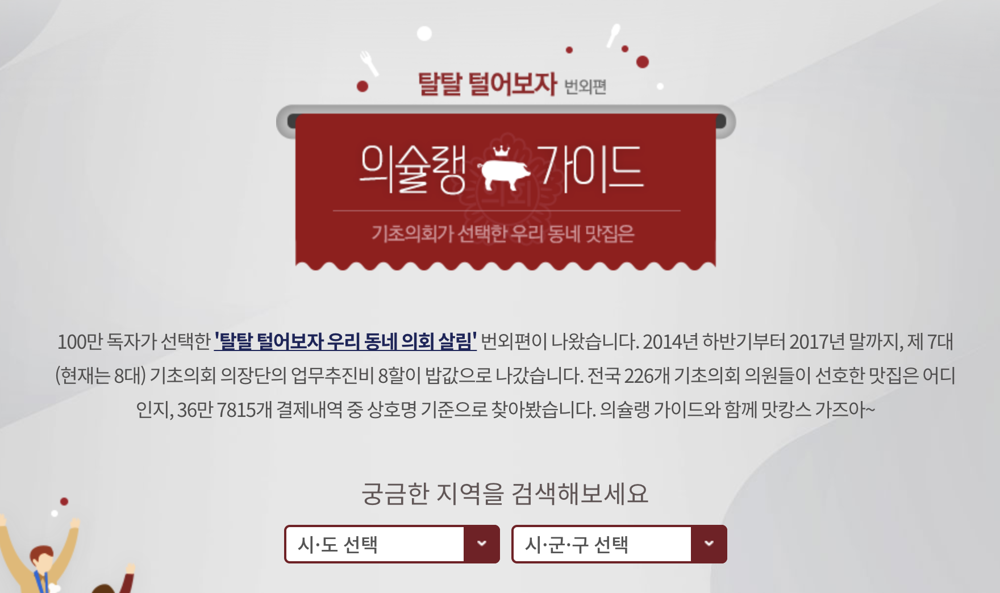 탈탈 털어보자 번외편
의슐랭 가이드
의회
기초의회가 선택한 우리 동네 맛집은
100만 독자가 선택한 '탈탈 털어보자 우리 동네 의회 살림' 번외편이 나왔습니다. 2014년 하반기부터 2017년 말까지, 제 7대
(현재는 8대) 기초의회 의장단의 업무추진비 8할이 밥값으로 나갔습니다. 전국 226개 기초의회 의원들이 선호한 맛집은 어디
인지, 36만 7815개 결제내역 중 상호명 기준으로 찾아봤습니다. 의슐랭 가이드와 함께 맛캉스 가즈아~
궁금한 지역을 검색해보세요
시·도 선택
시·군·구 선택